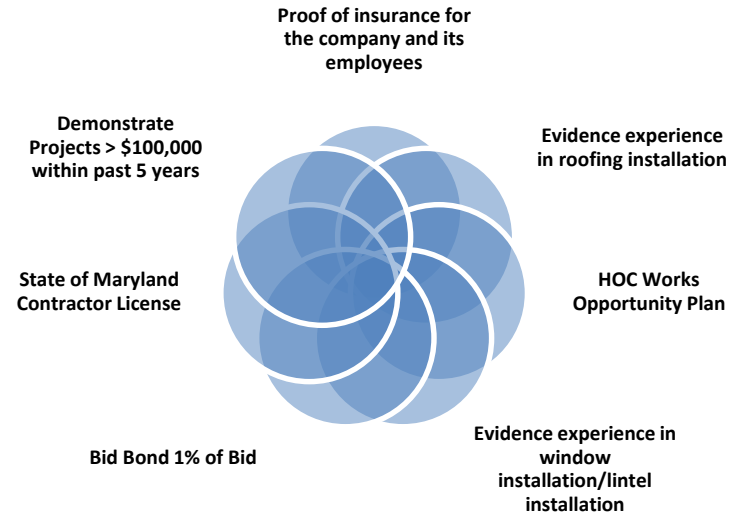 Proof of insurance for
the company and its
employees
Demonstrate
Projects > $100,000
within past 5 years
Evidence experience
in roofing installation
State of Maryland
Contractor License
HOC Works
Opportunity Plan
Bid Bond 1% of Bid
Evidence experience in
window
installation/lintel
installation